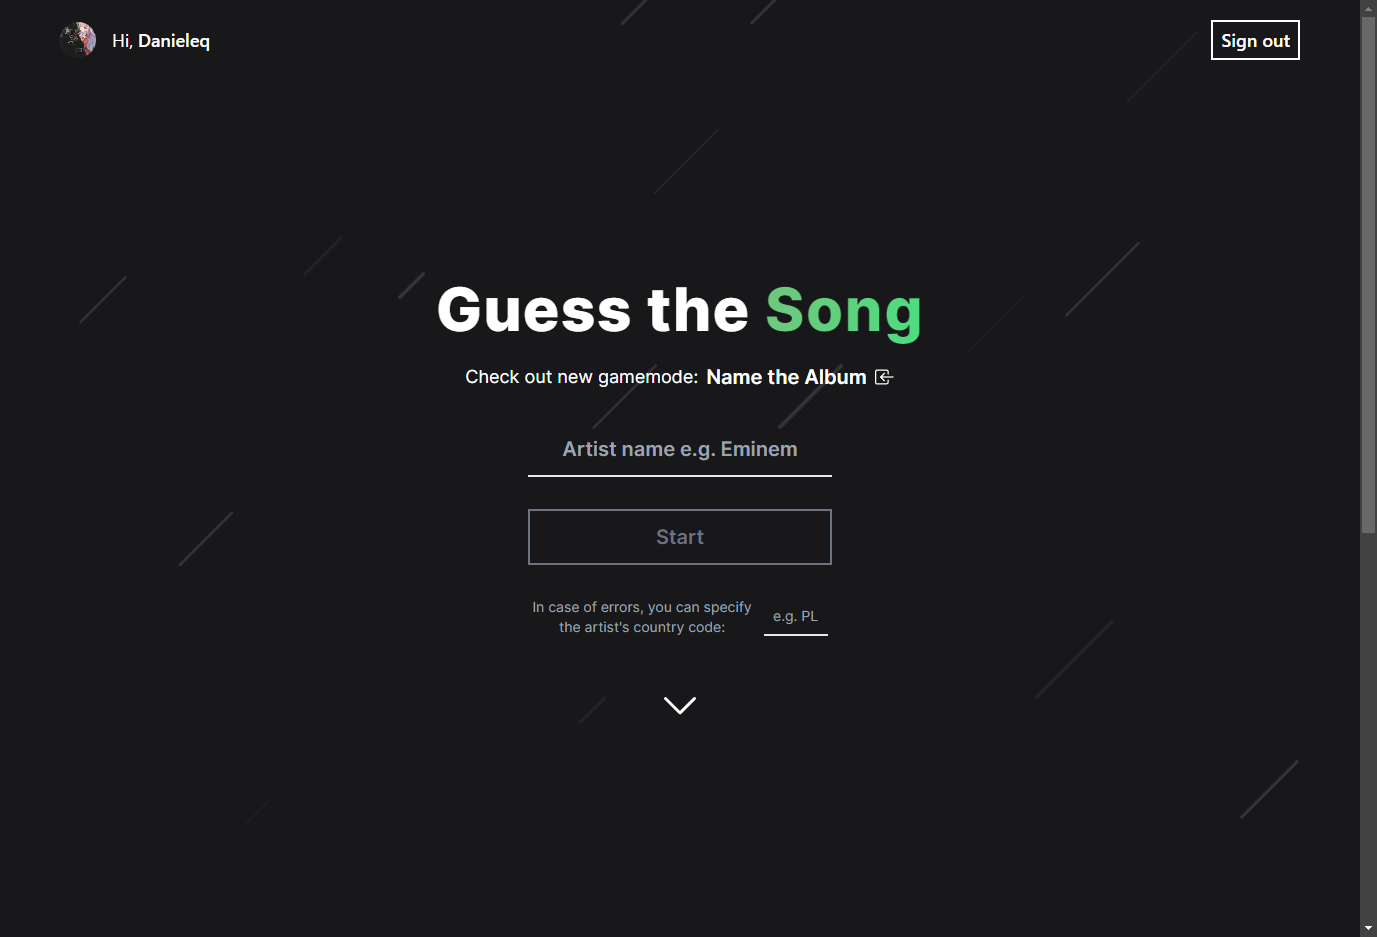 Hi, Danieleq
Sign out
Guess the Song
Check out new gamemode: Name the Album
Artist name e.g. Eminem
Start
In case of errors, you can specify
the artist's country code:
e.g. PL